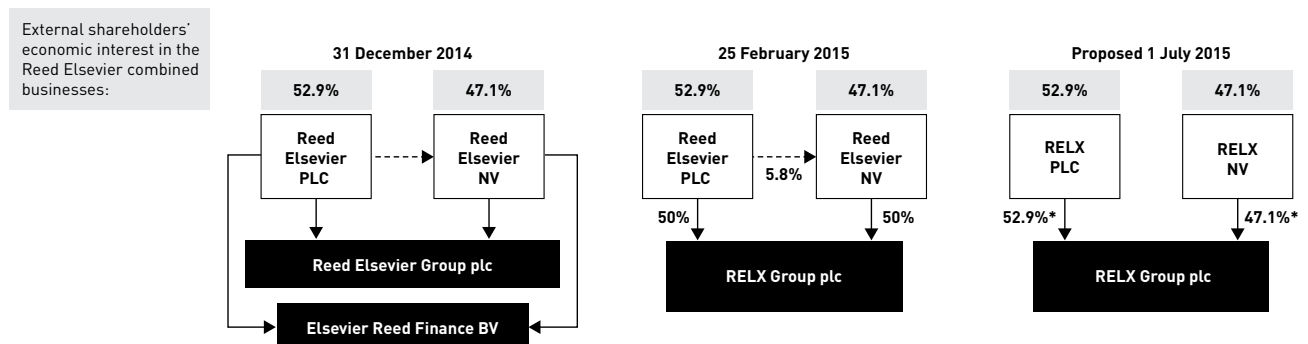 External shareholders'
economic interest in the
Reed Elsevier combined
businesses:
31 December 2014
52.9%
47.1%
Reed
Elsevier
PLC
Reed
Elsevier
NV
Reed Elsevier Group plc
Elsevier Reed Finance BV
25 February 2015
52.9%
47.1%
Reed
Elsevier
PLC
5.8%
Reed
Elsevier
NV
50%
50%
RELX Group plc
Proposed 1 July 2015
52.9%
47.1%
RELX
PLC
RELX
NV
52.9%*
47.1%*
RELX Group plc